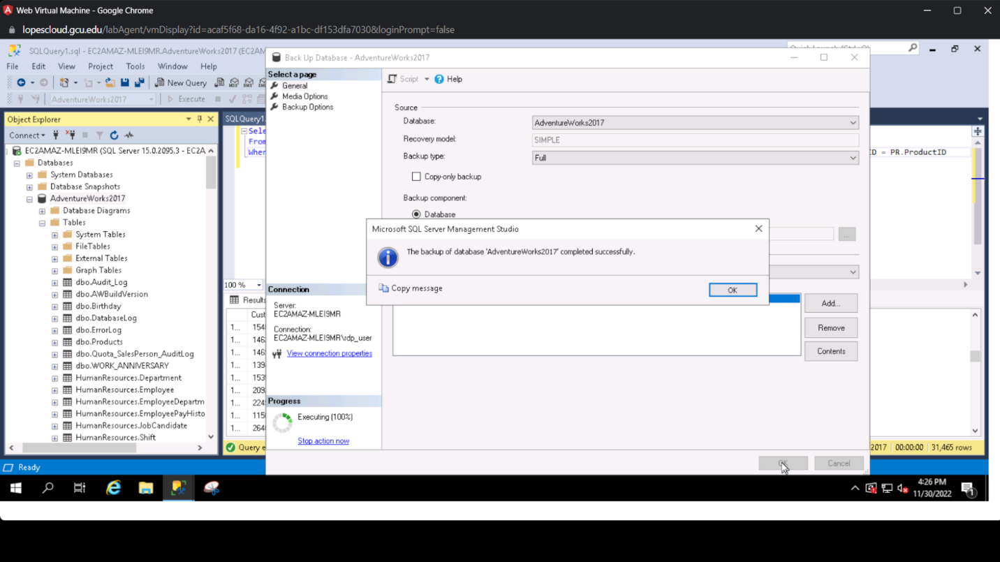 Web Virtual Machine - Google Chrome
lopescloud.gcu.edu/labAgent/vmDisplay?id=acaf5f68-da16-4f92-a1bc-df153dfa7030&loginPrompt=false
SQLQuery1.sql - EC2AMAZ-MLEI9MR.AdventureWorks2017 (EC2AM
File Edit View Project Tools Window Help
New Query
AdventureWorks2017
Execute
Object Explorer
Connect
EC2AMAZ-MLEI9MR (SQL Server 15.0.2095.3 - EC2A
Databases
System Databases
Database Snapshots
AdventureWorks2017
Database Diagrams
Tables
System Tables
FileTables
External Tables
Graph Tables
dbo.Audit_Log
dbo.AWBuildVersion
dbo.Birthday
dbo.DatabaseLog
dbo.ErrorLog
dbo.Products
dbo.Quota_SalesPerson_AuditLog
dbo.WORK_ANNIVERSARY
HumanResources.Department
HumanResources.Employee
HumanResources.EmployeeDepartm
HumanResources.EmployeePayHisto
HumanResources.JobCandidate
HumanResources.Shift
SQLQuery1.
Sele
From
Wher
ID = PR.ProductID
100 %
Results
Cust
1... 154
1... 146
1... 146
1... 139
1... 153
1... 209
1... 224
1... 115
1... 264
Query e
2017 00:00:00 31,465 rows
Back Up Database - AdventureWorks2017
Select a page
General
Media Options
Backup Options
Script Help
Source
Database: AdventureWorks2017
Recovery model: SIMPLE
Backup type: Full
Copy-only backup
Backup component:
Database
...
Microsoft SQL Server Management Studio
The backup of database 'AdventureWorks2017' completed successfully.
Copy message
OK
Add...
Remove
Contents
Connection
Server:
EC2AMAZ-MLEI9MR
Connection:
EC2AMAZ-MLEI9MR\rdp_user
View connection properties
Progress
Executing (100%)
Stop action now
OK Cancel
Ready
4:26 PM
11/30/2022
1